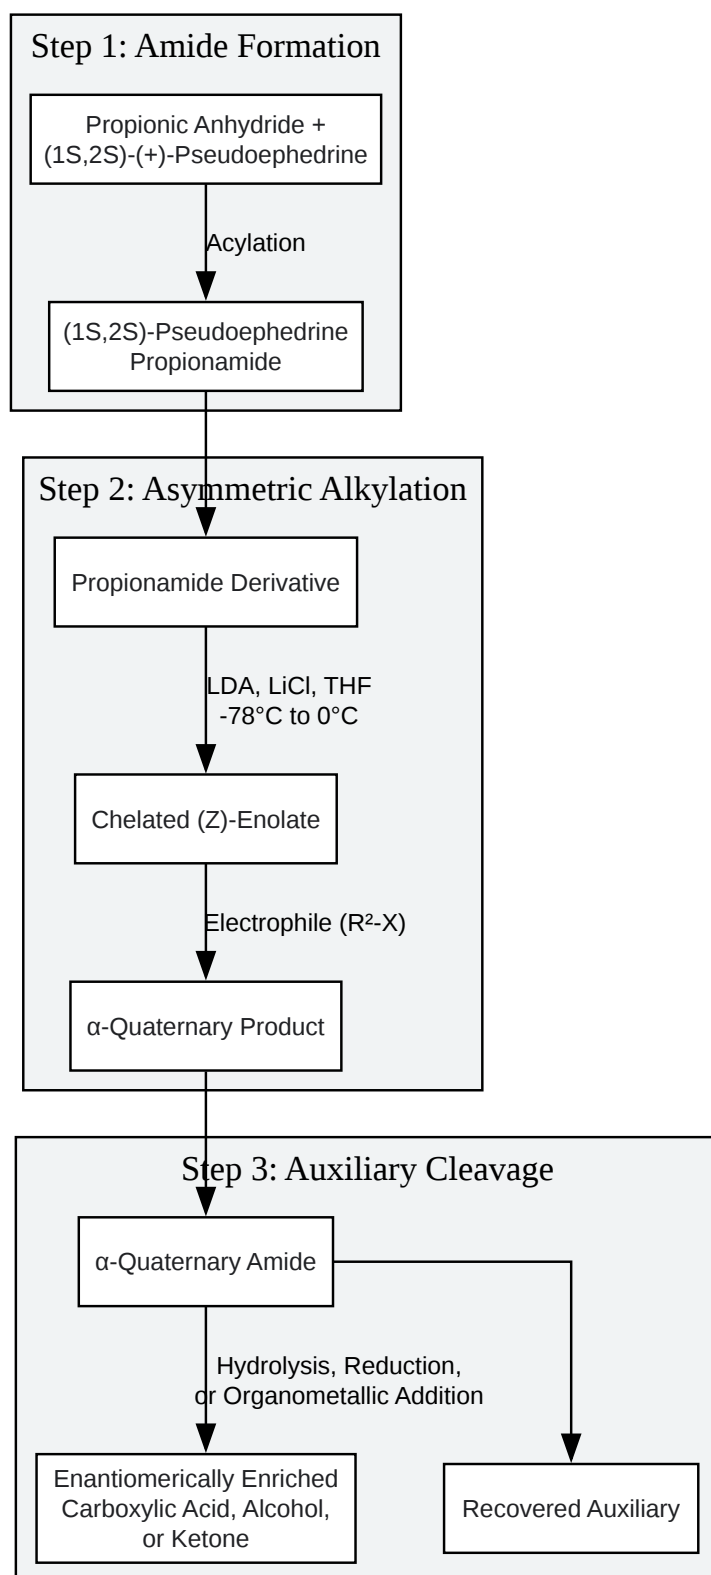 Step 1: Amide Formation
Propionic Anhydride +
(1S,2S)-(+)-Pseudoephedrine
Acylation
(1S,2S)-Pseudoephedrine
Propionamide
Step 2: Asymmetric Alkylation
Propionamide Derivative
LDA, LiCl, THF
-78°C to 0°C
Chelated (Z)-Enolate
Electrophile (R²-X)
α-Quaternary Product
Step 3: Auxiliary Cleavage
α-Quaternary Amide
Hydrolysis, Reduction,
or Organometallic Addition
Enantiomerically Enriched
Carboxylic Acid, Alcohol,
or Ketone
Recovered Auxiliary